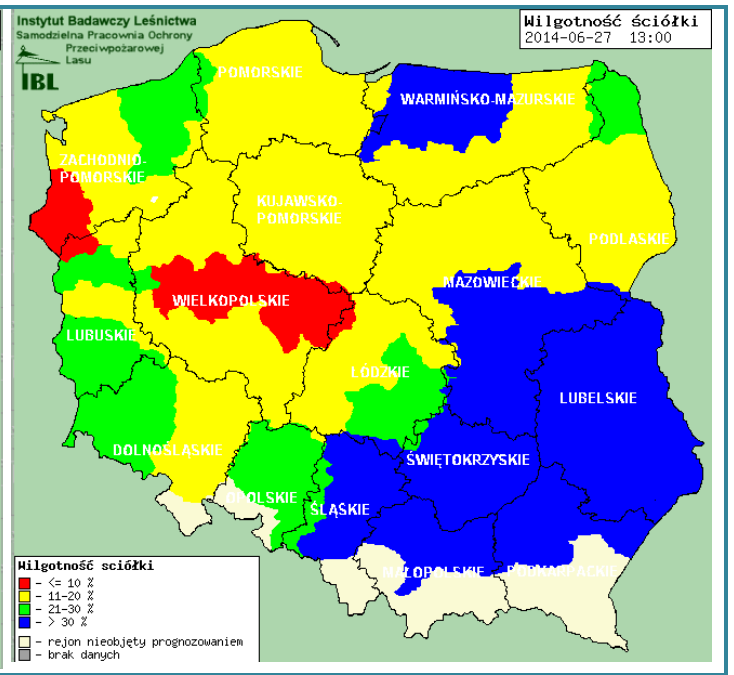 Instytut Badawczy Leśnictwa
Samodzielna Pracownia Ochrony
Przeciwpożarowej
Lasu
IBL
Wilgotność ściółki
2014-06-27 13:00
POMORSKIE
WARMIŃSKO-MAZURSKIE
ZACHODNIO-
POMORSKIE
KUJAWSKO-
POMORSKIE
PODLASKIE
MAZOWIECKIE
WIELKOPOLSKIE
LUBUSKIE
ŁÓDZKIE
LUBELSKIE
DOLNOŚLĄSKIE
ŚWIĘTOKRZYSKIE
OPOLSKIE
ŚLĄSKIE
MAŁOPOLSKIE
PODKARPACKIE
Wilgotność sciółki
- <= 10 %
- 11-20 %
- 21-30 %
- > 30 %
- rejon nieobjęty prognozowaniem
- brak danych